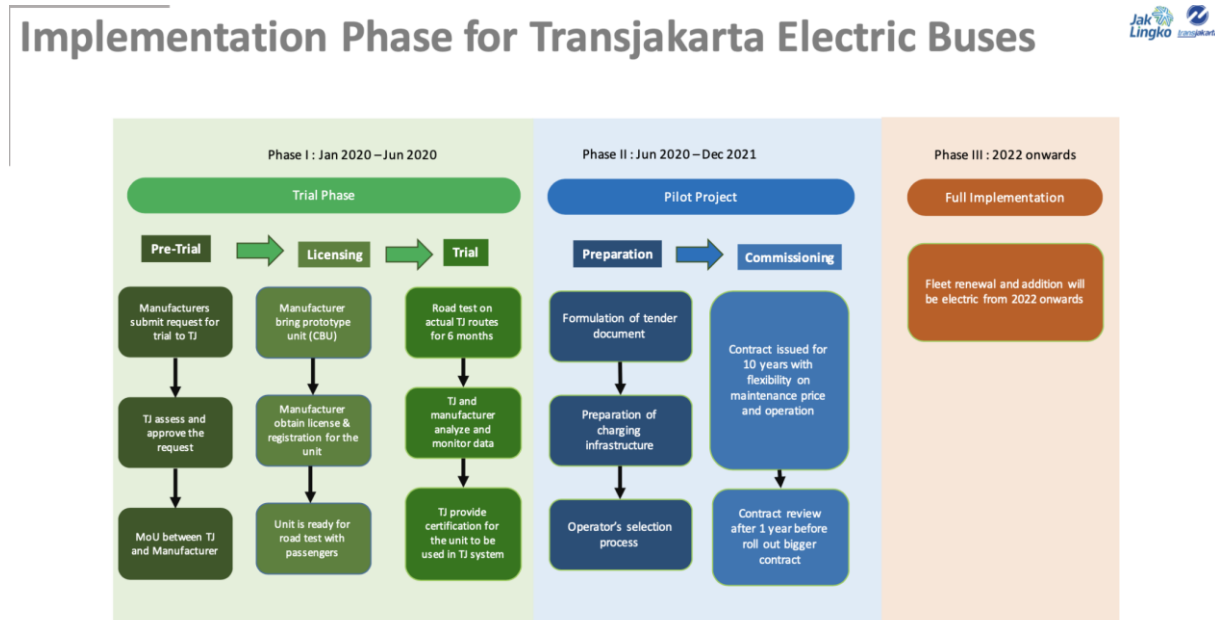 Implementation Phase for Transjakarta Electric Buses
Jak
Lingko
transjakarta
Phase I : Jan 2020 – Jun 2020
Trial Phase
Pre-Trial
Licensing
Trial
Manufacturers
submit request for
trial to TJ
TJ assess and
approve the
request
MoU between TJ
and Manufacturer
Manufacturer
bring prototype
unit (CBU)
Manufacturer
obtain license &
registration for the
unit
Unit is ready for
road test with
passengers
Road test on
actual TJ routes
for 6 months
TJ and
manufacturer
analyze and
monitor data
TJ provide
certification for
the unit to be
used in TJ system
Phase II : Jun 2020 – Dec 2021
Pilot Project
Preparation
Commissioning
Formulation of tender
document
Preparation of
charging
infrastructure
Operator's selection
process
Contract issued for
10 years with
flexibility on
maintenance price
and operation
Contract review
after 1 year before
roll out bigger
contract
Phase III : 2022 onwards
Full Implementation
Fleet renewal and addition will
be electric from 2022 onwards